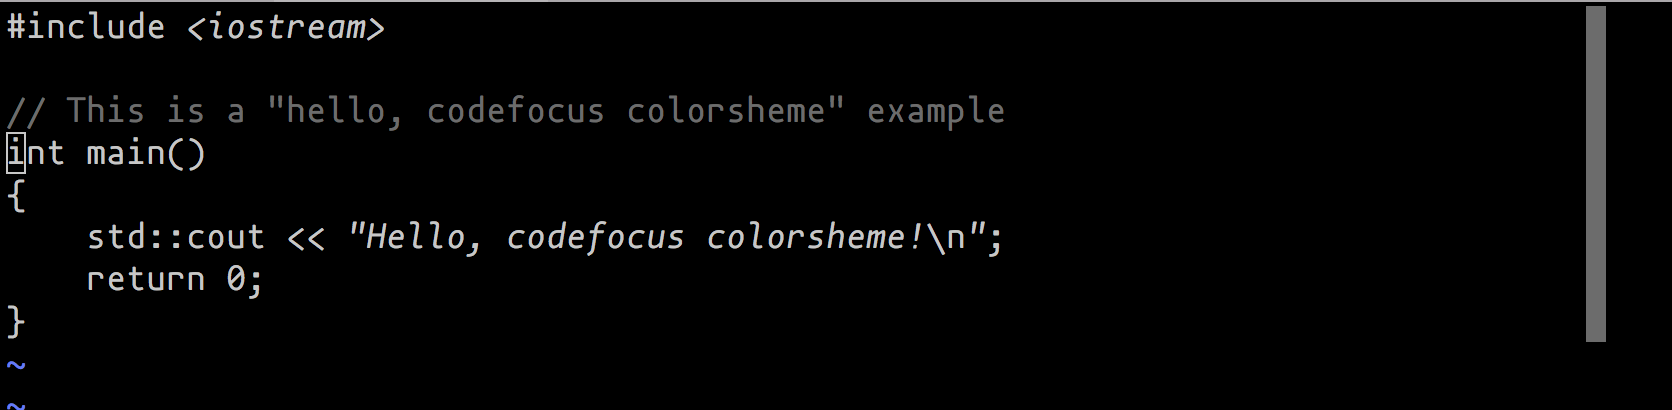 #include <iostream>

// This is a "hello, codefocus colorsheme" example
int main()
{
    std::cout << "Hello, codefocus colorsheme!\n";
    return 0;
}
~
~